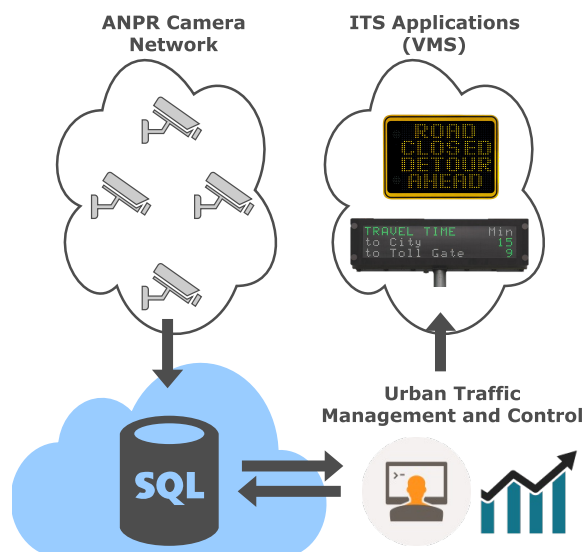 ANPR Camera
Network
ITS Applications
(VMS)
ROAD
CLOSED
DETOUR
AHEAD
TRAVEL TIME Min
to City 15
to Toll Gate 9
Urban Traffic
Management and Control
SQL
>-